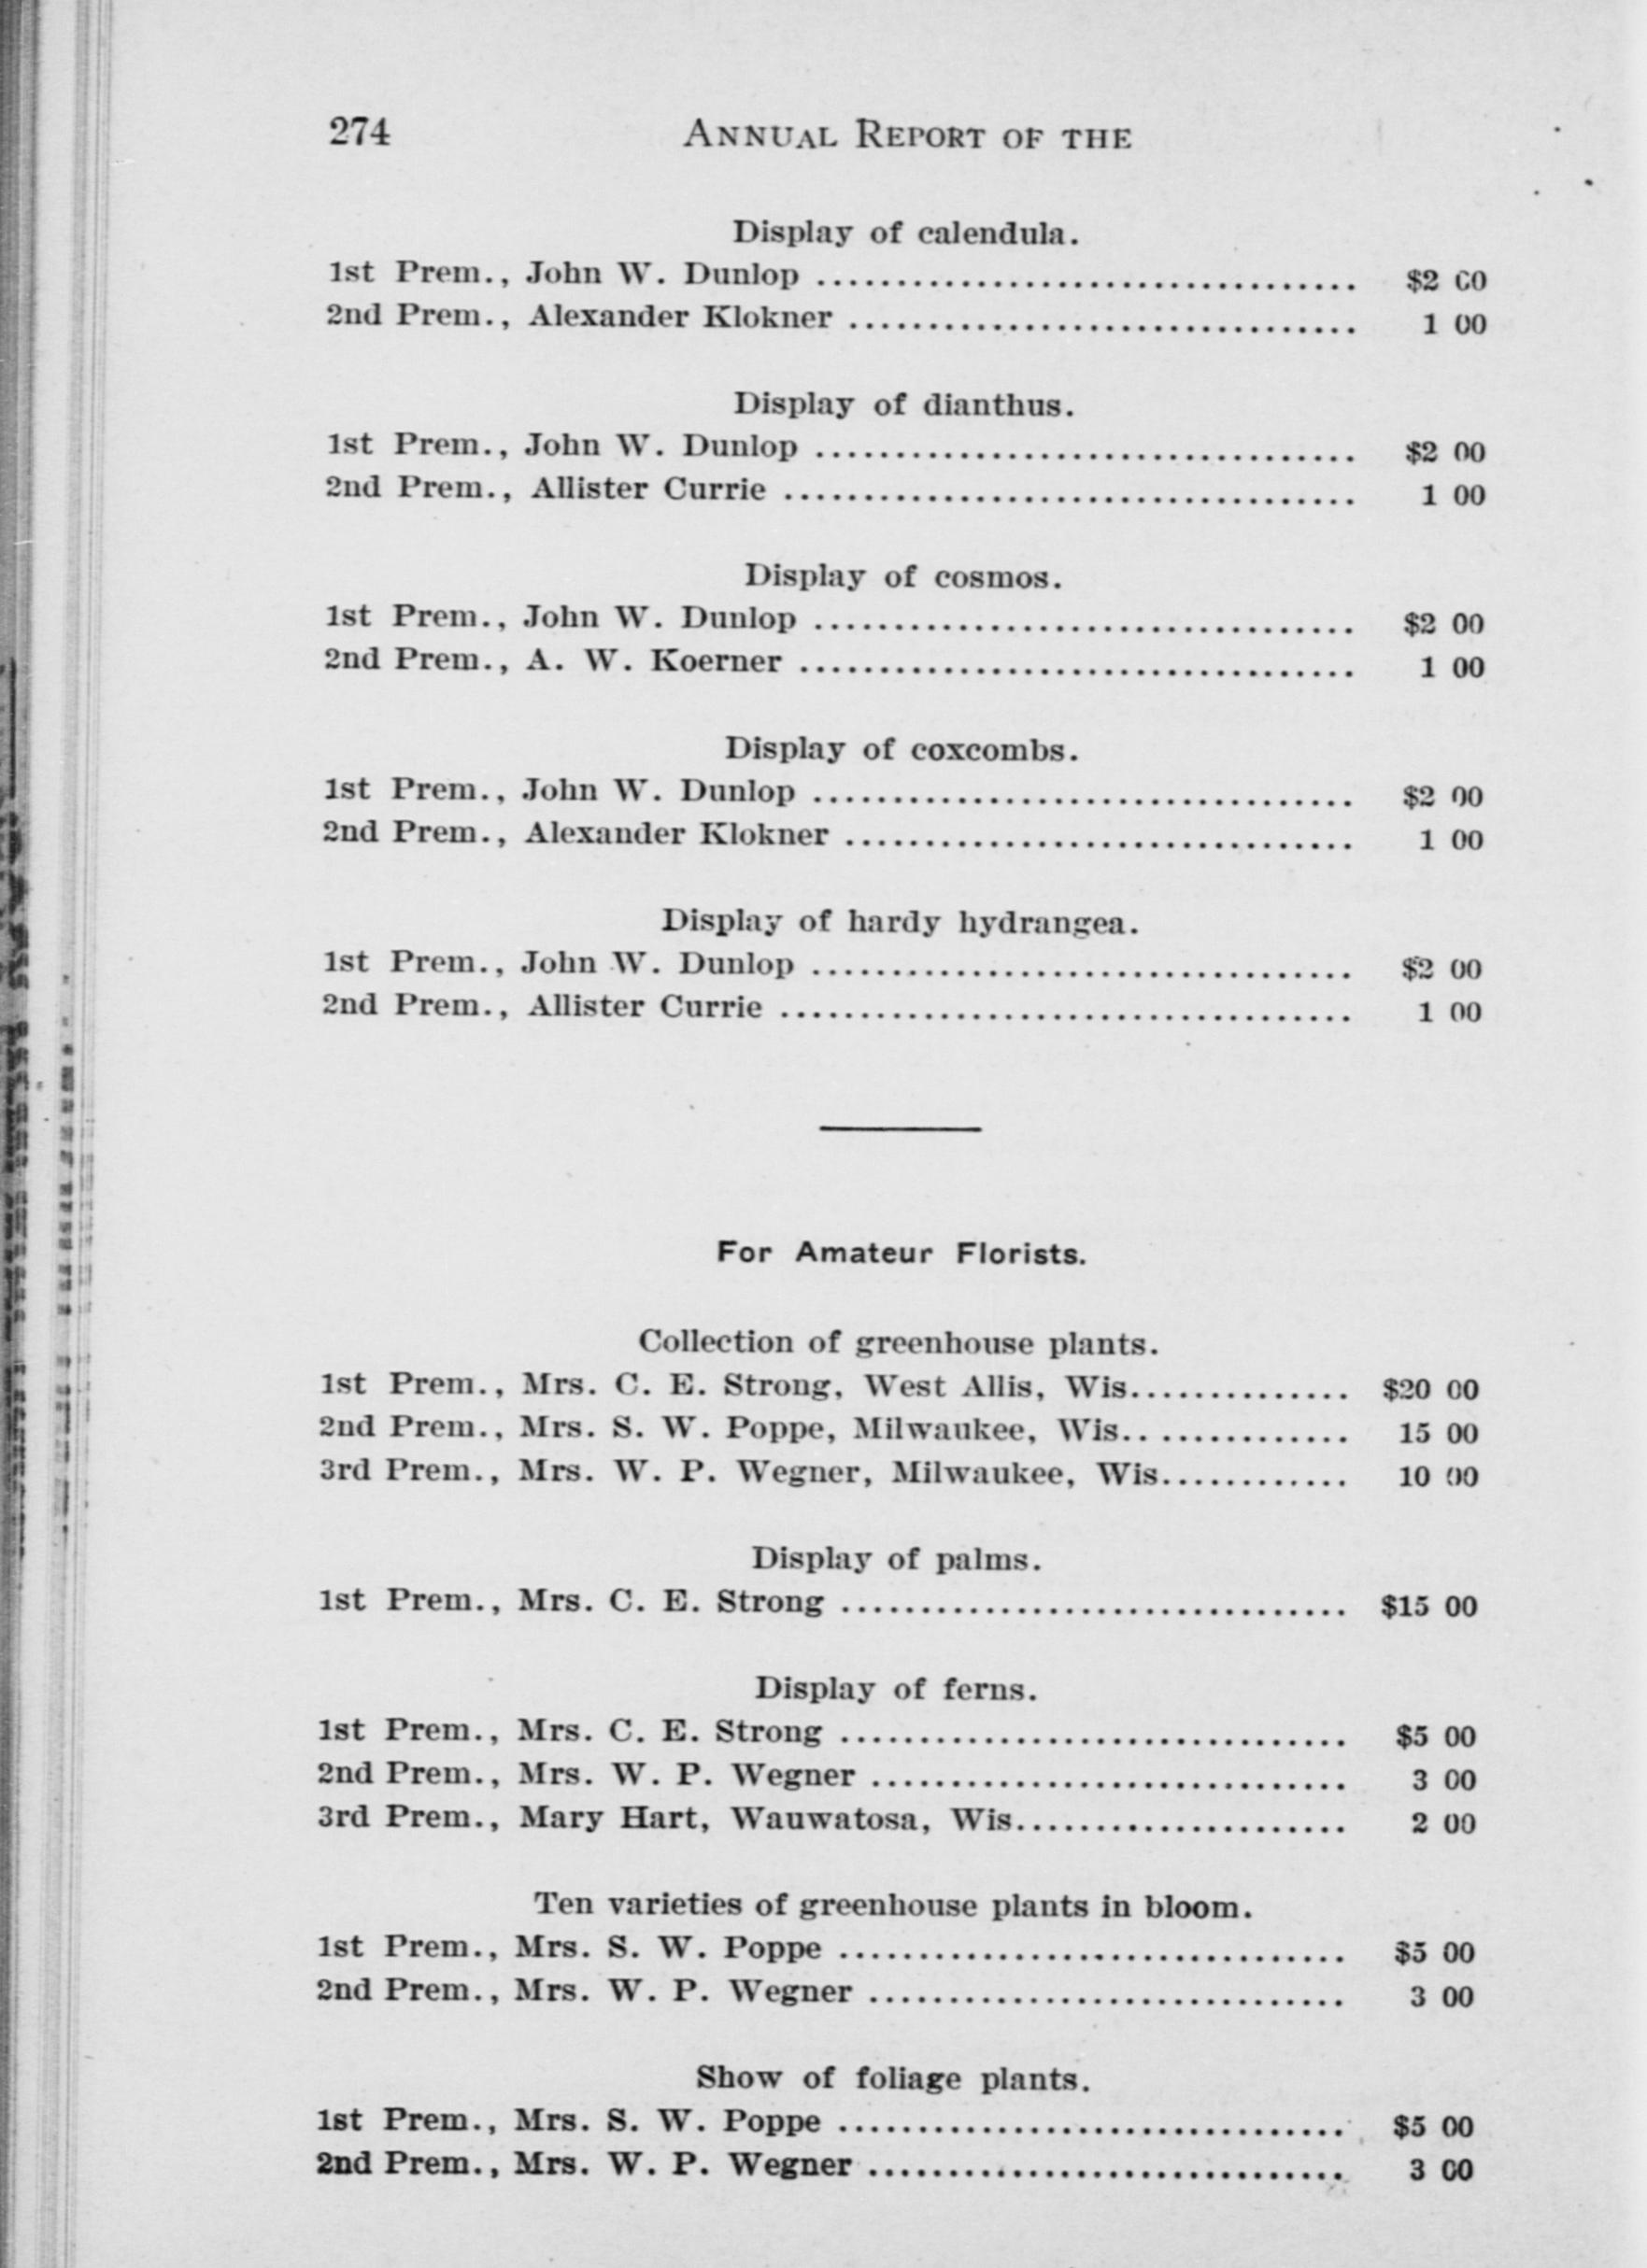 274 ANNUAL REPORT OF THE
Display of calendula.
1st Prem., John W. Dunlop .................................. $2 00
2nd Prem., Alexander Klokner ................................ 1 00
Display of dianthus.
1st Prem., John W. Dunlop .................................. $2 00
2nd Prem., Allister Currie .................................... 1 00
Display of cosmos.
1st Prem., John W. Dunlop .................................. $2 00
2nd Prem., A. W. Koerner ................................... 1 00
Display of coxcombs.
1st Prem., John W. Dunlop .................................. $2 00
2nd Prem., Alexander Klokner ................................ 1 00
Display of hardy hydrangea.
1st Prem., John W. Dunlop .................................. $2 00
2nd Prem., Allister Currie .................................... 1 00
For Amateur Florists.
Collection of greenhouse plants.
1st Prem., Mrs. C. E. Strong, West Allis, Wis.............. $20 00
2nd Prem., Mrs. S. W. Poppe, Milwaukee, Wis.............. 15 00
3rd Prem., Mrs. W. P. Wegner, Milwaukee, Wis............ 10 00
Display of palms.
1st Prem., Mrs. C. E. Strong ................................ $15 00
Display of ferns.
1st Prem., Mrs. C. E. Strong ................................ $5 00
2nd Prem., Mrs. W. P. Wegner .............................. 3 00
3rd Prem., Mary Hart, Wauwatosa, Wis..................... 2 00
Ten varieties of greenhouse plants in bloom.
1st Prem., Mrs. S. W. Poppe ................................ $5 00
2nd Prem., Mrs. W. P. Wegner .............................. 3 00
Show of foliage plants.
1st Prem., Mrs. S. W. Poppe ................................ $5 00
2nd Prem., Mrs. W. P. Wegner .............................. 3 00